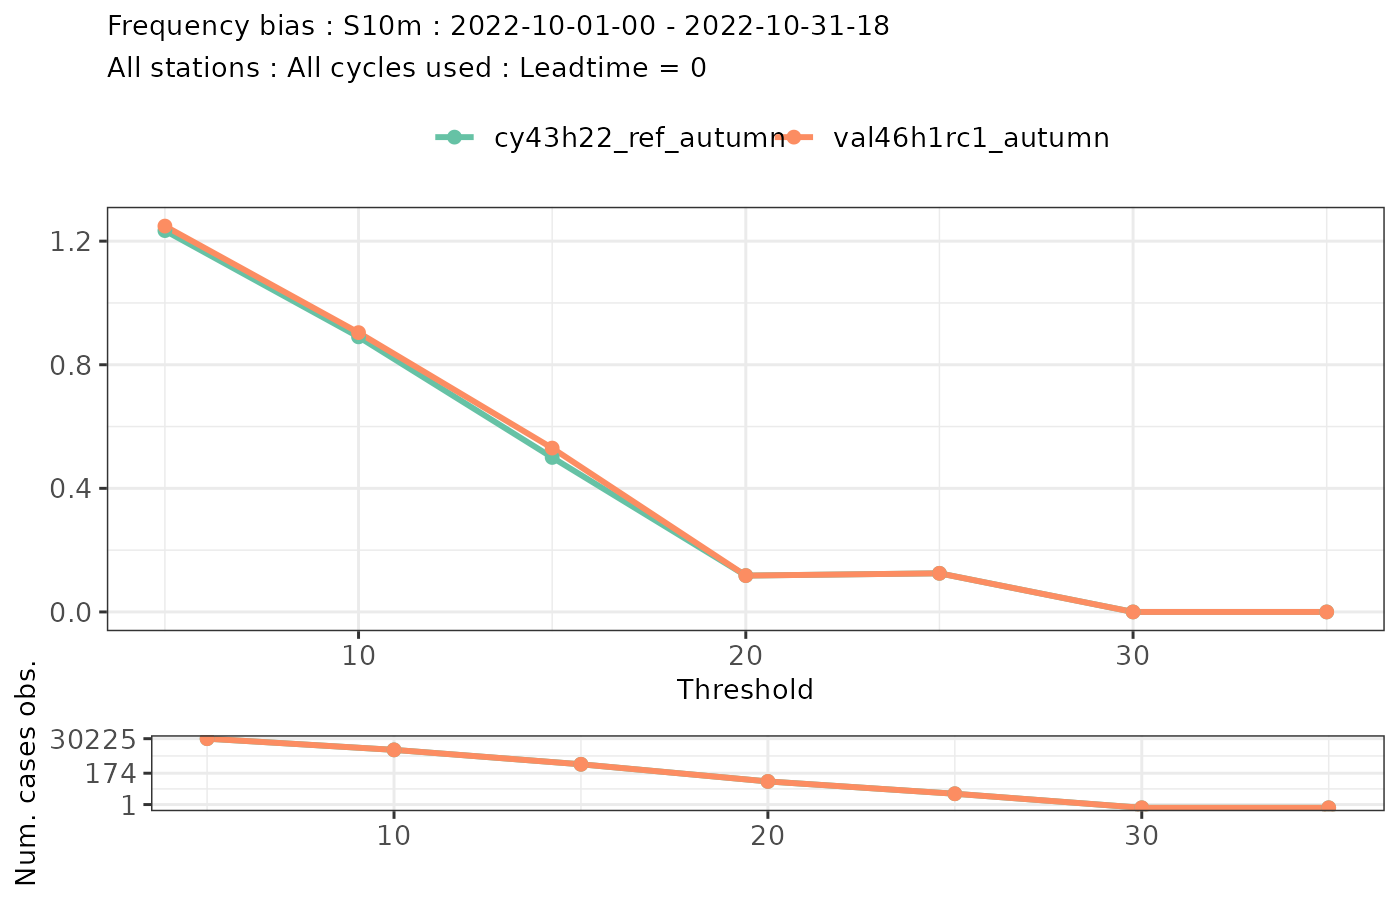 Frequency bias : S10m : 2022-10-01-00 - 2022-10-31-18
All stations : All cycles used : Leadtime = 0
cy43h22_ref_autumn val46h1rc1_autumn
1.2
0.8
0.4
0.0
10 20 30
Threshold
Num. cases obs.
30225
174
1
10 20 30